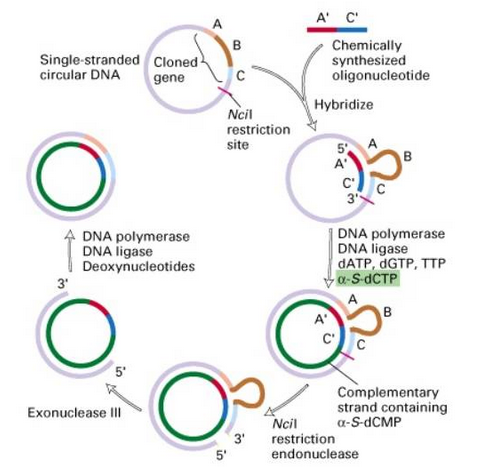 A
B
C
Single-stranded
circular DNA
Cloned
gene
NciI
restriction
site
A' C'
Chemically
synthesized
oligonucleotide
Hybridize
5'
A
A'
B
C'
C
3'
DNA polymerase
DNA ligase
dATP, dGTP, TTP
α-S-dCTP
A
A'
B
C'
C
Complementary
strand containing
α-S-dCMP
NciI
restriction
endonuclease
3'
5'
Exonuclease III
3'
5'
DNA polymerase
DNA ligase
Deoxynucleotides